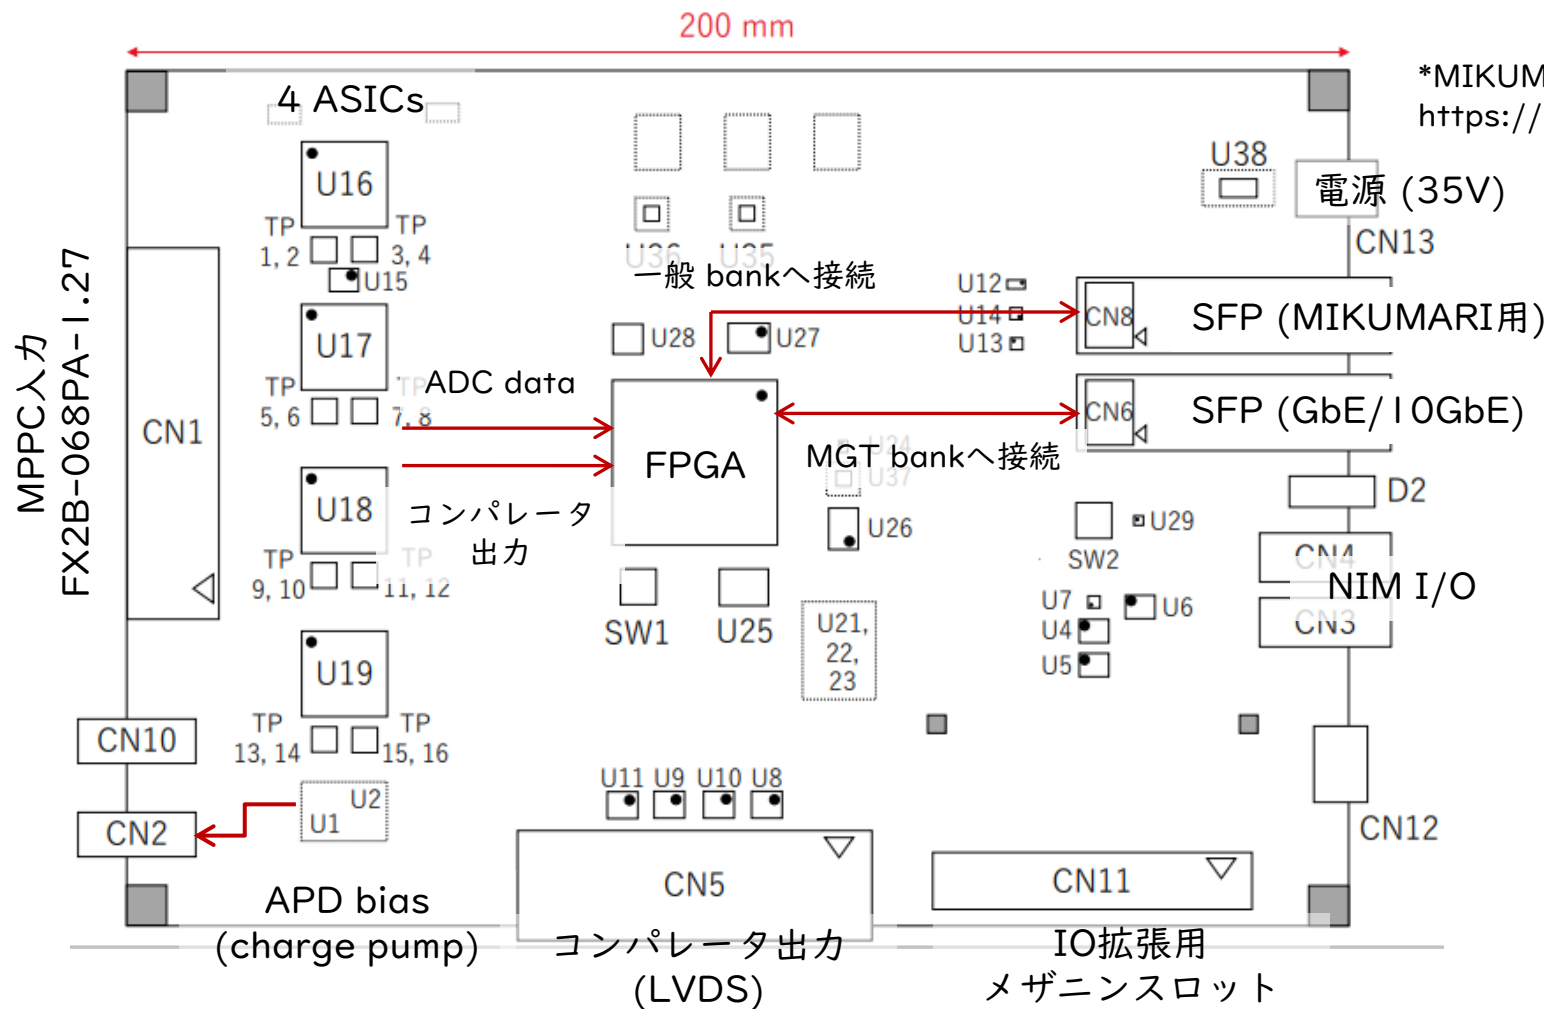 200 mm
*MIKUM
https://
4 ASICs
U16
TP
1, 2
TP
3, 4
U15
U36
U35
U38
電源 (35V)
CN13
一般 bankへ接続
U12
U14
U13
CN8
SFP (MIKUMARI用)
MPPC入力
FX2B-068PA-1.27
CN1
U17
TP
5, 6
TP
7, 8
ADC data
U28
U27
FPGA
CN6
SFP (GbE/10GbE)
MGT bankへ接続
U24
U37
U26
D2
U18
コンパレータ
出力
TP
9, 10
TP
11, 12
SW2
U29
CN4
NIM I/O
CN3
SW1
U25
U21,
22,
23
U7
U6
U4
U5
U19
TP
13, 14
TP
15, 16
CN10
U2
U1
CN2
U11
U9
U10
U8
CN12
CN5
CN11
APD bias
(charge pump)
コンパレータ出力
(LVDS)
IO拡張用
メザニンスロット